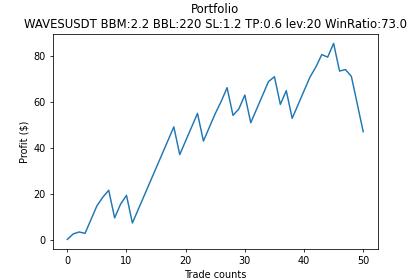 Portfolio
WAVESUSDT BBM:2.2 BBL:220 SL:1.2 TP:0.6 lev:20 WinRatio:73.0
80
60
40
20
0
Profit ($)
0 10 20 30 40 50
Trade counts